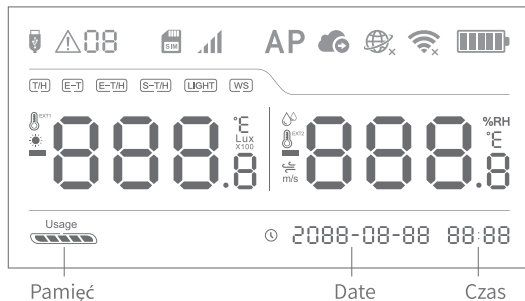 08 SIM AP
T/H E-T E-T/H S-T/H LIGHT WS
EXT1 888.8 °E Lux X100 EXT2 m/s 888.8 %RH °E
Usage 2088-08-88 88:88
Pamięć Date Czas